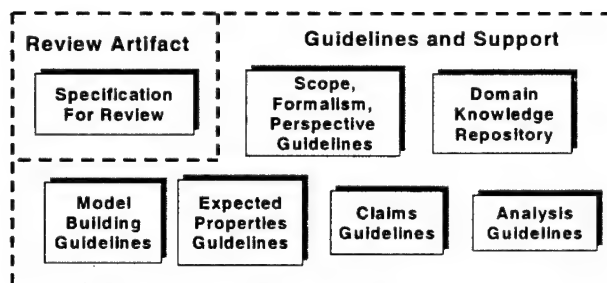 Review Artifact
Guidelines and Support
Specification
For Review
Scope,
Formalism,
Perspective
Guidelines
Domain
Knowledge
Repository
Model
Building
Guidelines
Expected
Properties
Guidelines
Claims
Guidelines
Analysis
Guidelines